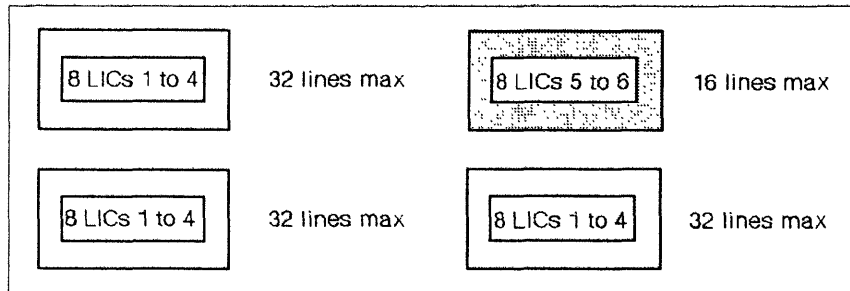 8 LICs 1 to 4 32 lines max 8 LICs 5 to 6 16 lines max
8 LICs 1 to 4 32 lines max 8 LICs 1 to 4 32 lines max